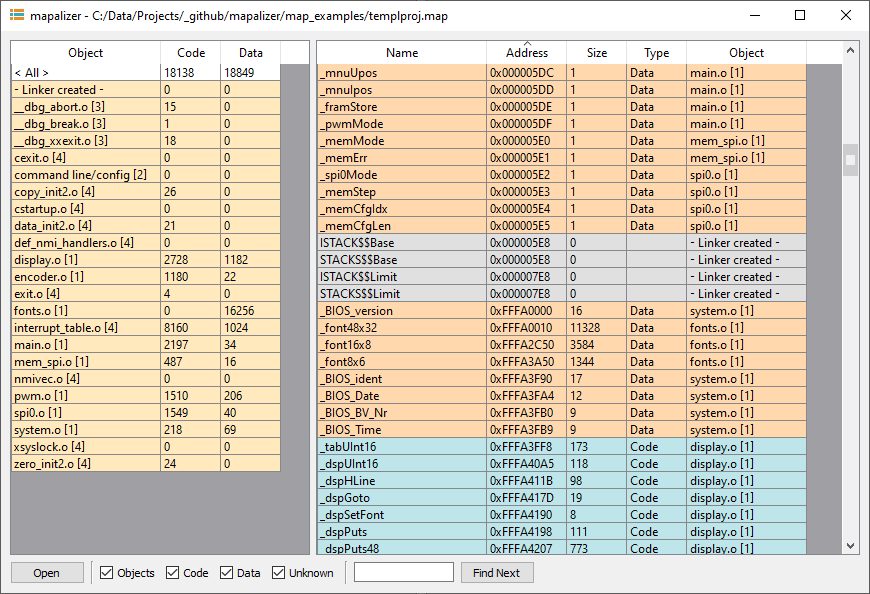 mapalizer - C:/Data/Projects/_github/mapalizer/map_examples/templproj.map
Object Code Data
< All > 18138 18849
- Linker created - 0 0
__dbg_abort.o [3] 15 0
__dbg_break.o [3] 1 0
__dbg_xxexit.o [3] 18 0
cexit.o [4] 0 0
command line/config [2] 0 0
copy_init2.o [4] 26 0
cstartup.o [4] 0 0
data_init2.o [4] 21 0
def_nmi_handlers.o [4] 0 0
display.o [1] 2728 1182
encoder.o [1] 1180 22
exit.o [4] 4 0
fonts.o [1] 0 16256
interrupt_table.o [4] 8160 1024
main.o [1] 2197 34
mem_spi.o [1] 487 16
nmivec.o [4] 0 0
pwm.o [1] 1510 206
spi0.o [1] 1549 40
system.o [1] 218 69
xsyslock.o [4] 0 0
zero_init2.o [4] 24 0
Name Address Size Type Object
_mnuUpos 0x000005DC 1 Data main.o [1]
_mnuIpos 0x000005DD 1 Data main.o [1]
_framStore 0x000005DE 1 Data main.o [1]
_pwmMode 0x000005DF 1 Data main.o [1]
_memMode 0x000005E0 1 Data mem_spi.o [1]
_memErr 0x000005E1 1 Data mem_spi.o [1]
_spi0Mode 0x000005E2 1 Data spi0.o [1]
_memStep 0x000005E3 1 Data spi0.o [1]
_memCfgIdx 0x000005E4 1 Data spi0.o [1]
_memCfgLen 0x000005E5 1 Data spi0.o [1]
ISTACK$$Base 0x000005E8 0 - Linker created -
STACKS$$Base 0x000005E8 0 - Linker created -
ISTACK$$Limit 0x000007E8 0 - Linker created -
STACKS$$Limit 0x000007E8 0 - Linker created -
_BIOS_version 0xFFFA0000 16 Data system.o [1]
_font48x32 0xFFFA0010 11328 Data fonts.o [1]
_font16x8 0xFFFA2C50 3584 Data fonts.o [1]
_font8x6 0xFFFA3A50 1344 Data fonts.o [1]
_BIOS_ident 0xFFFA3F90 17 Data system.o [1]
_BIOS_Date 0xFFFA3FA4 12 Data system.o [1]
_BIOS_BV_Nr 0xFFFA3FB0 9 Data system.o [1]
_BIOS_Time 0xFFFA3FB9 9 Data system.o [1]
_tabUInt16 0xFFFA3FF8 173 Code display.o [1]
_dspUInt16 0xFFFA40A5 118 Code display.o [1]
_dspHLine 0xFFFA411B 98 Code display.o [1]
_dspGoto 0xFFFA417D 19 Code display.o [1]
_dspSetFont 0xFFFA4190 8 Code display.o [1]
_dspPuts 0xFFFA4198 111 Code display.o [1]
_dspPuts48 0xFFFA4207 773 Code display.o [1]
Open Objects Code Data Unknown Find Next